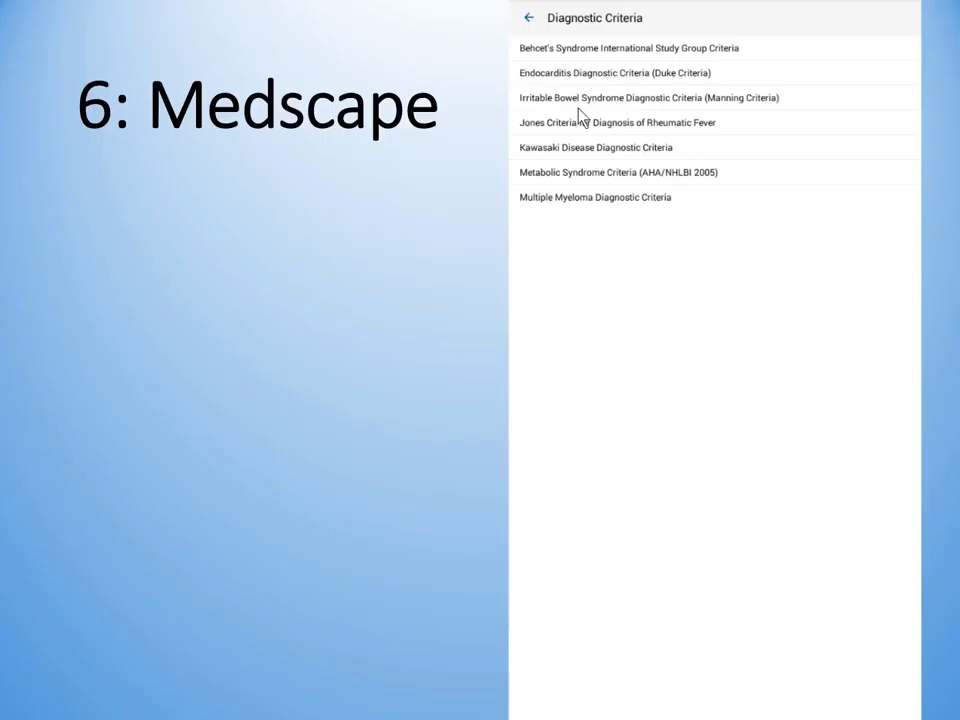 6: Medscape
Diagnostic Criteria
Behcet's Syndrome International Study Group Criteria
Endocarditis Diagnostic Criteria (Duke Criteria)
Irritable Bowel Syndrome Diagnostic Criteria (Manning Criteria)
Jones Criteria Diagnosis of Rheumatic Fever
Kawasaki Disease Diagnostic Criteria
Metabolic Syndrome Criteria (AHA/NHLBI 2005)
Multiple Myeloma Diagnostic Criteria